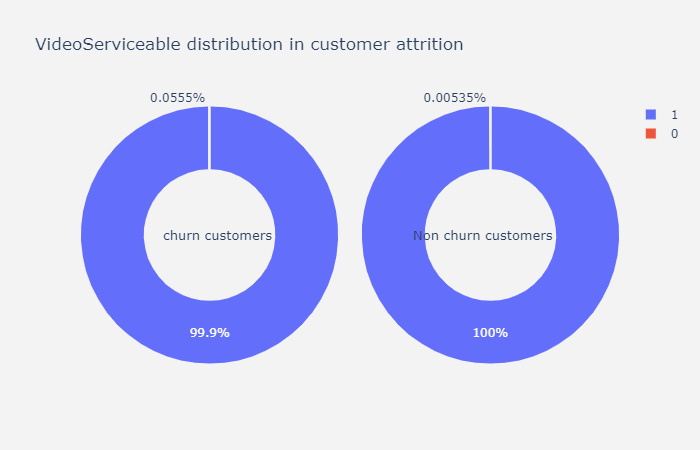 VideoServiceable distribution in customer attrition
0.0555%
0.00535%
1
0
churn customers
Non churn customers
99.9%
100%